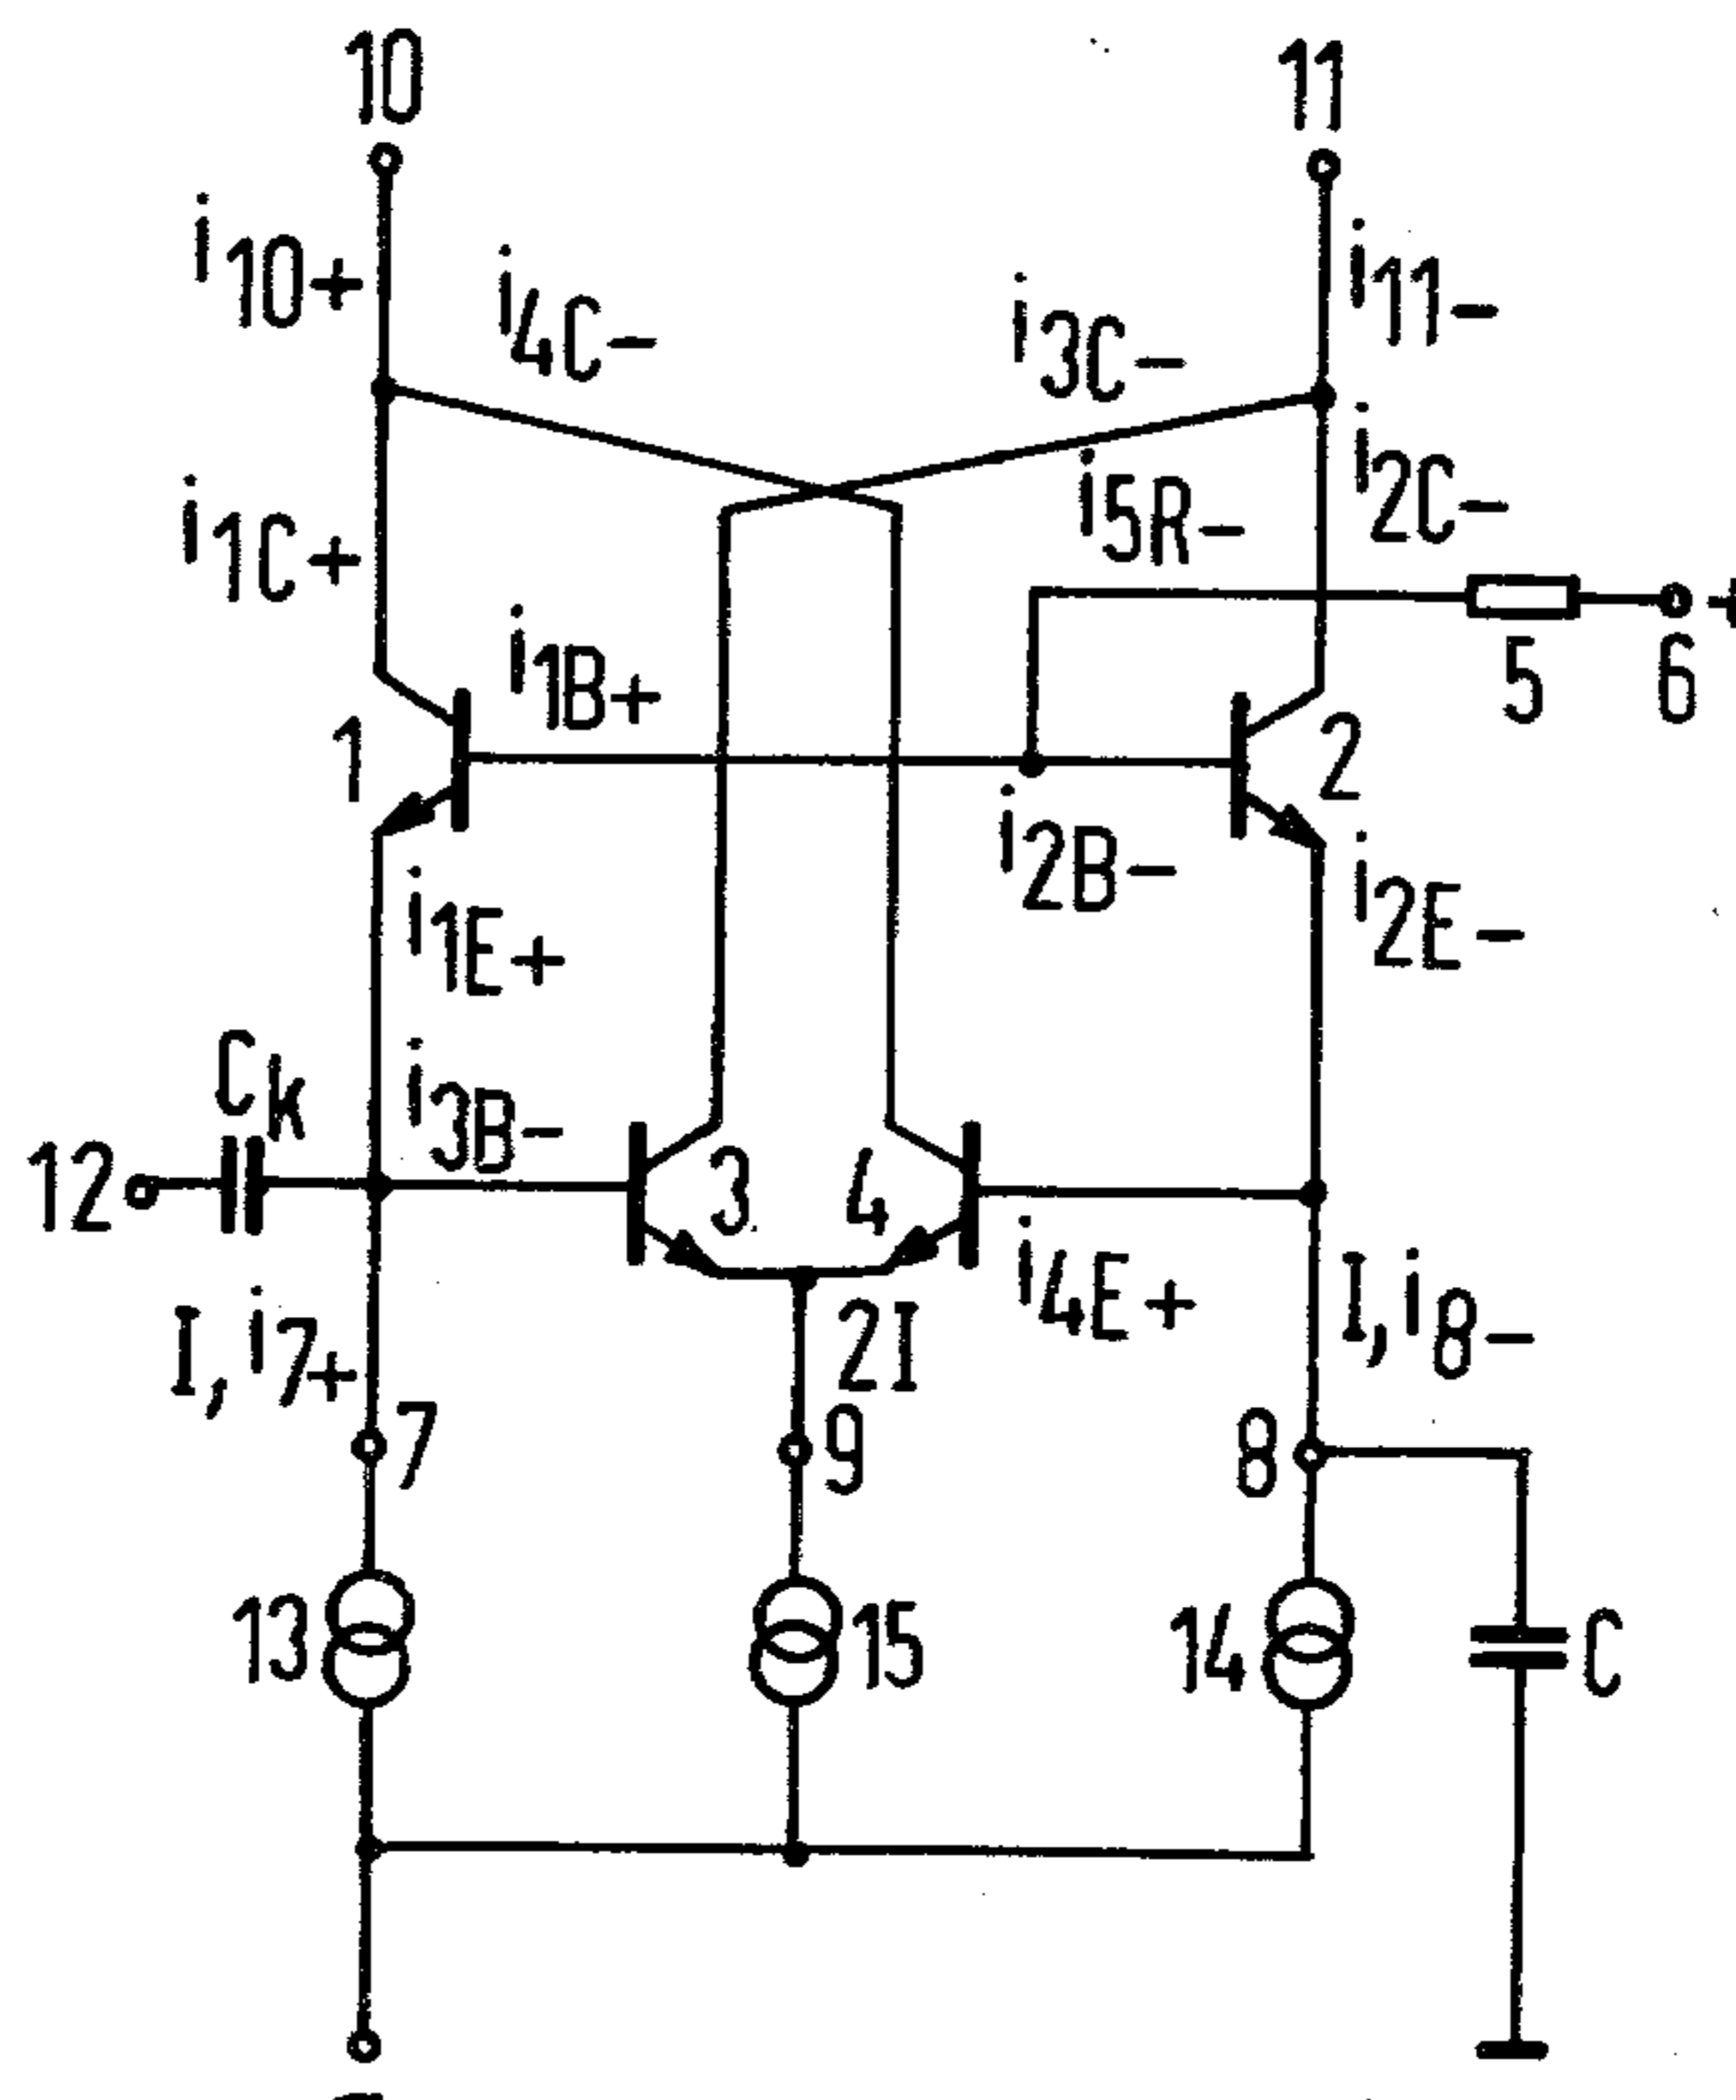 10
11
i10+
i4C-
i3C-
i11-
i1C+
i5R-
i2C-
i1B+
5
6
+
1
2
i2B-
i1E+
i2E-
Ck
i3B-
12
3
4
i4E+
I, i7+
2I
I, i8-
7
9
8
13
15
14
C